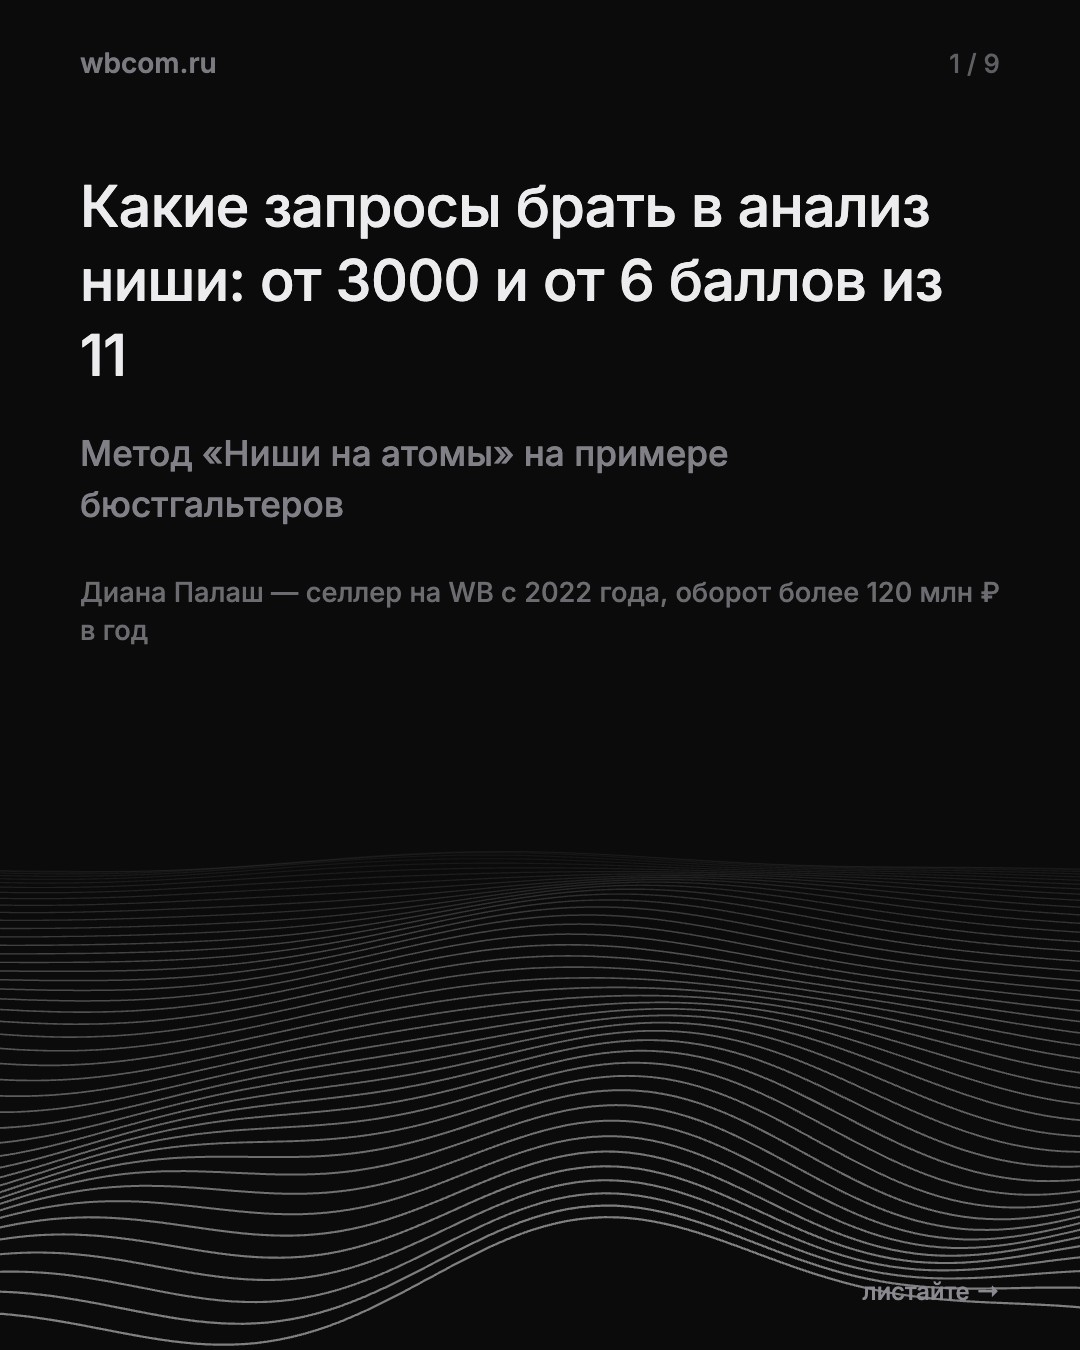 wbcom.ru
1 / 9
Какие запросы брать в анализ
ниши: от 3000 и от 6 баллов из
11
Метод «Ниши на атомы» на примере
бюстгальтеров
Диана Палаш — селлер на WB с 2022 года, оборот более 120 млн ₽
в год
листайте →